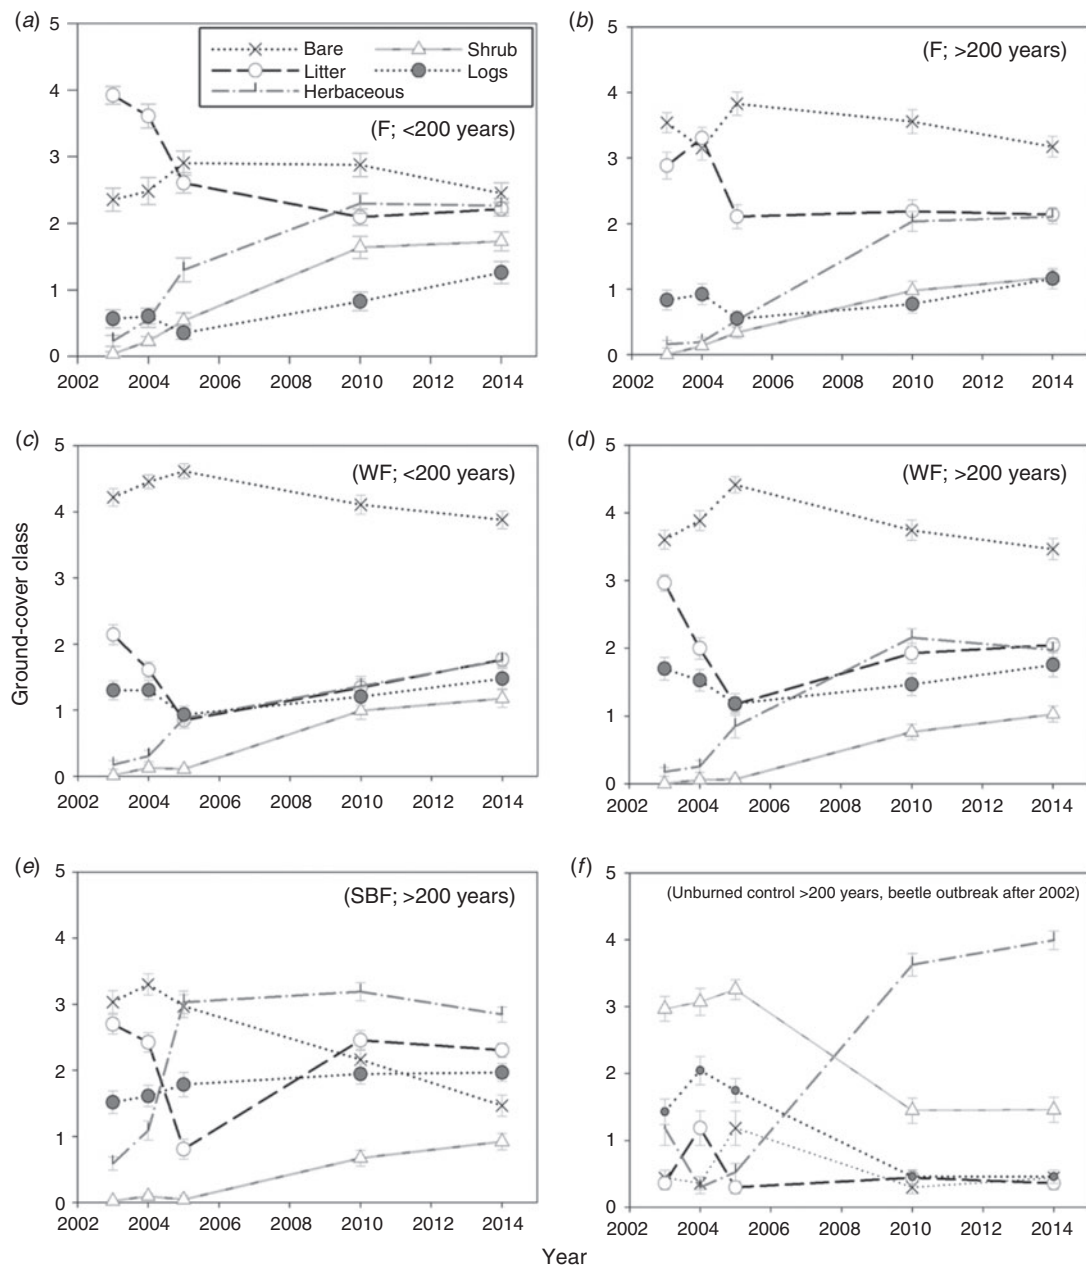 (a)
5
4
3
2
1
0
Bare
Litter
Herbaceous
Shrub
Logs
(F; <200 years)
2002 2004 2006 2008 2010 2012 2014
(b)
5
4
3
2
1
0
(F; >200 years)
2002 2004 2006 2008 2010 2012 2014
(c)
5
4
3
2
1
0
(WF; <200 years)
2002 2004 2006 2008 2010 2012 2014
(d)
5
4
3
2
1
0
(WF; >200 years)
2002 2004 2006 2008 2010 2012 2014
Ground-cover class
(e)
5
4
3
2
1
0
(SBF; >200 years)
2002 2004 2006 2008 2010 2012 2014
(f)
5
4
3
2
1
0
(Unburned control >200 years, beetle outbreak after 2002)
2002 2004 2006 2008 2010 2012 2014
Year